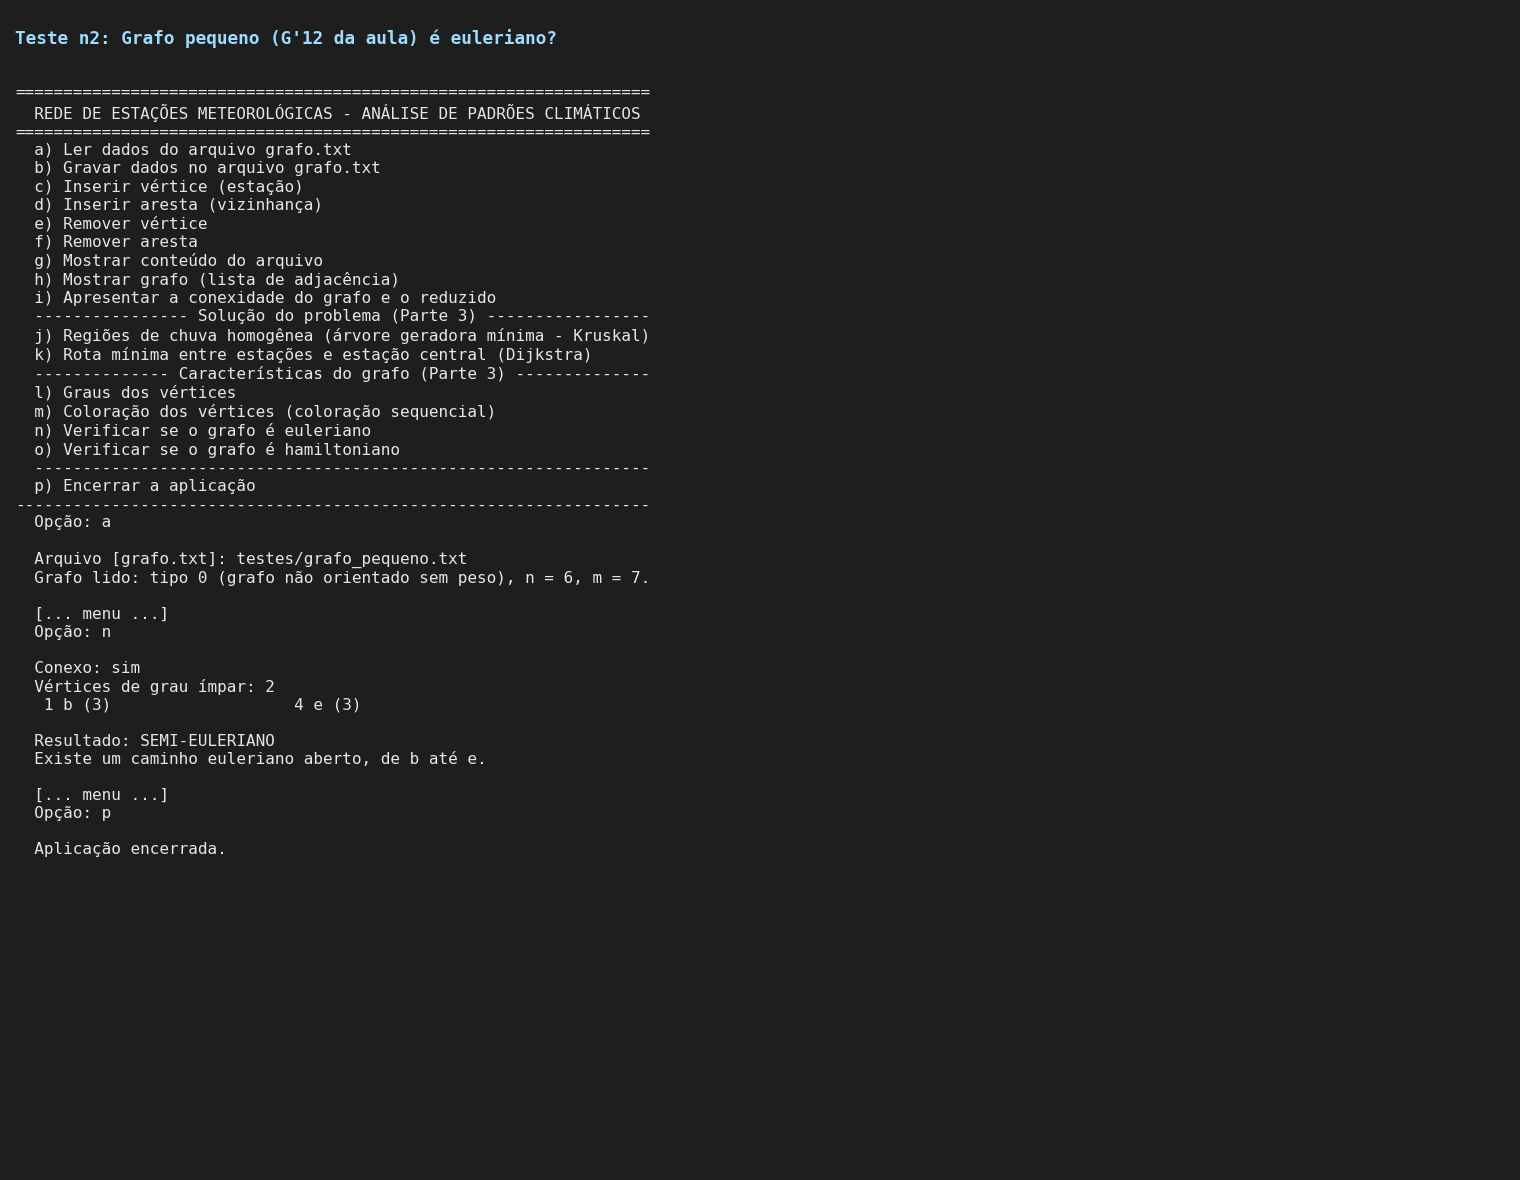 Teste n2: Grafo pequeno (G'12 da aula) é euleriano?
==================================================================
  REDE DE ESTAÇÕES METEOROLÓGICAS - ANÁLISE DE PADRÕES CLIMÁTICOS
==================================================================
  a) Ler dados do arquivo grafo.txt
  b) Gravar dados no arquivo grafo.txt
  c) Inserir vértice (estação)
  d) Inserir aresta (vizinhança)
  e) Remover vértice
  f) Remover aresta
  g) Mostrar conteúdo do arquivo
  h) Mostrar grafo (lista de adjacência)
  i) Apresentar a conexidade do grafo e o reduzido
  ---------------- Solução do problema (Parte 3) -----------------
  j) Regiões de chuva homogênea (árvore geradora mínima - Kruskal)
  k) Rota mínima entre estações e estação central (Dijkstra)
  -------------- Características do grafo (Parte 3) --------------
  l) Graus dos vértices
  m) Coloração dos vértices (coloração sequencial)
  n) Verificar se o grafo é euleriano
  o) Verificar se o grafo é hamiltoniano
  ----------------------------------------------------------------
  p) Encerrar a aplicação
------------------------------------------------------------------
  Opção: a
  Arquivo [grafo.txt]: testes/grafo_pequeno.txt
  Grafo lido: tipo 0 (grafo não orientado sem peso), n = 6, m = 7.
  [... menu ...]
  Opção: n
  Conexo: sim
  Vértices de grau ímpar: 2
   1 b (3)                   4 e (3)
  Resultado: SEMI-EULERIANO
  Existe um caminho euleriano aberto, de b até e.
  [... menu ...]
  Opção: p
  Aplicação encerrada.